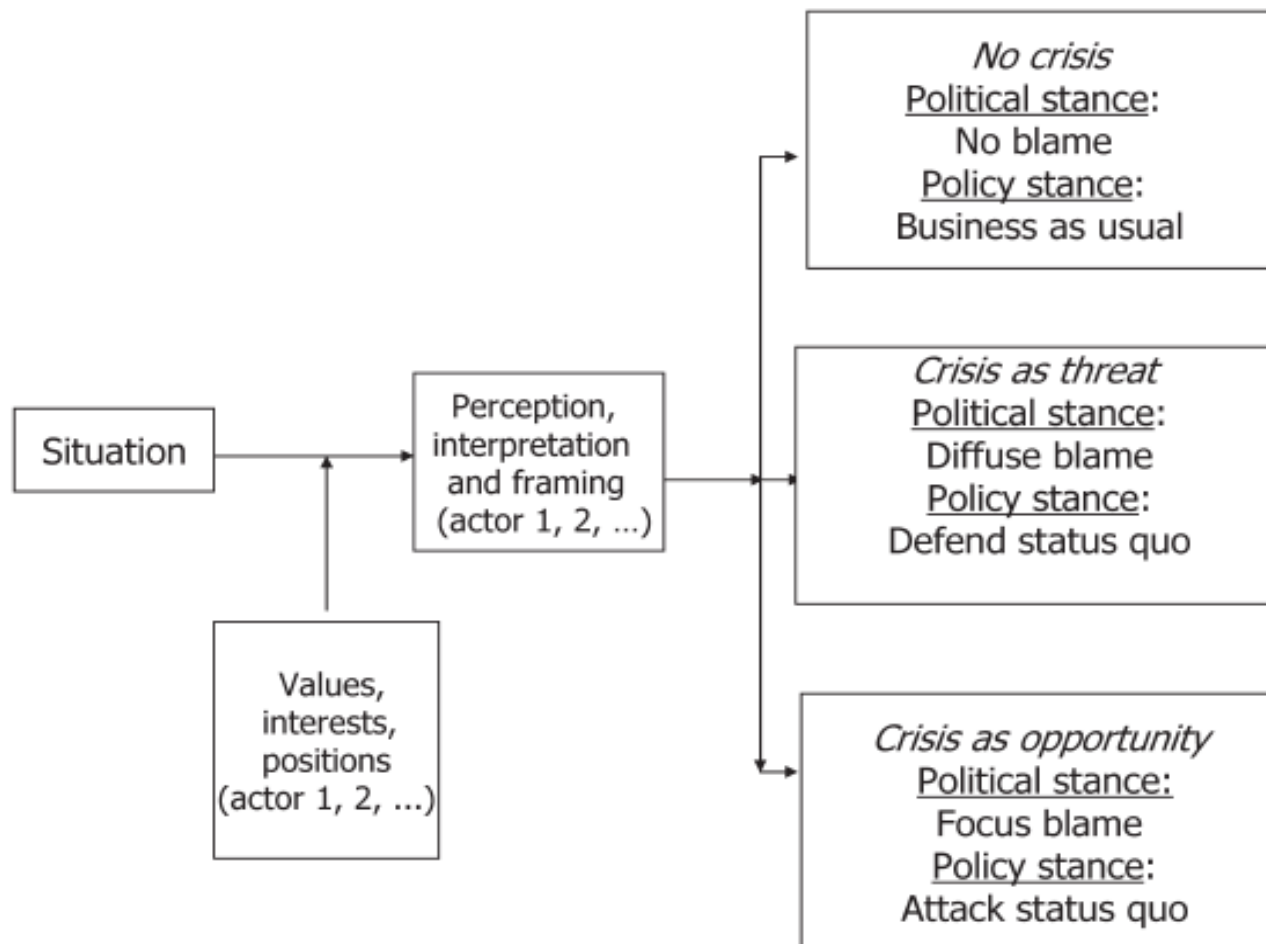 Situation
Values,
interests,
positions
(actor 1, 2, ...)
Perception,
interpretation
and framing
(actor 1, 2, ...)
No crisis
Political stance:
No blame
Policy stance:
Business as usual
Crisis as threat
Political stance:
Diffuse blame
Policy stance:
Defend status quo
Crisis as opportunity
Political stance:
Focus blame
Policy stance:
Attack status quo